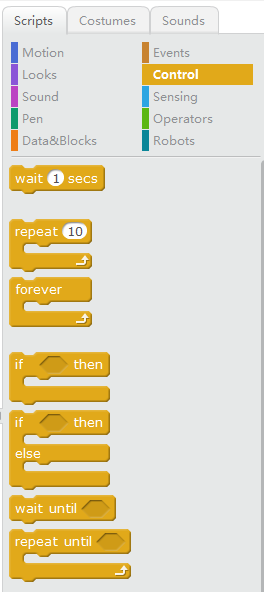 Scripts Costumes Sounds
Motion Events
Looks Control
Sound Sensing
Pen Operators
Data&Blocks Robots
wait 1 secs
repeat 10
forever
if then
if then
else
wait until
repeat until